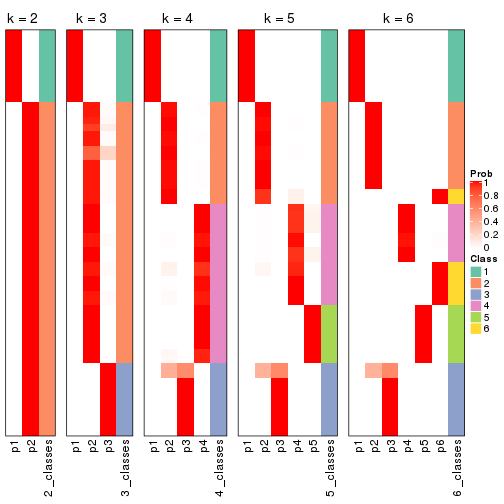 k = 2
k = 3
k = 4
k = 5
k = 6
Prob
1
0.8
0.6
0.4
0.2
0
Class
1
2
3
4
5
6
p1
p2
2_classes
p1
p2
p3
3_classes
p1
p2
p3
p4
4_classes
p1
p2
p3
p4
p5
5_classes
p1
p2
p3
p4
p5
p6
6_classes